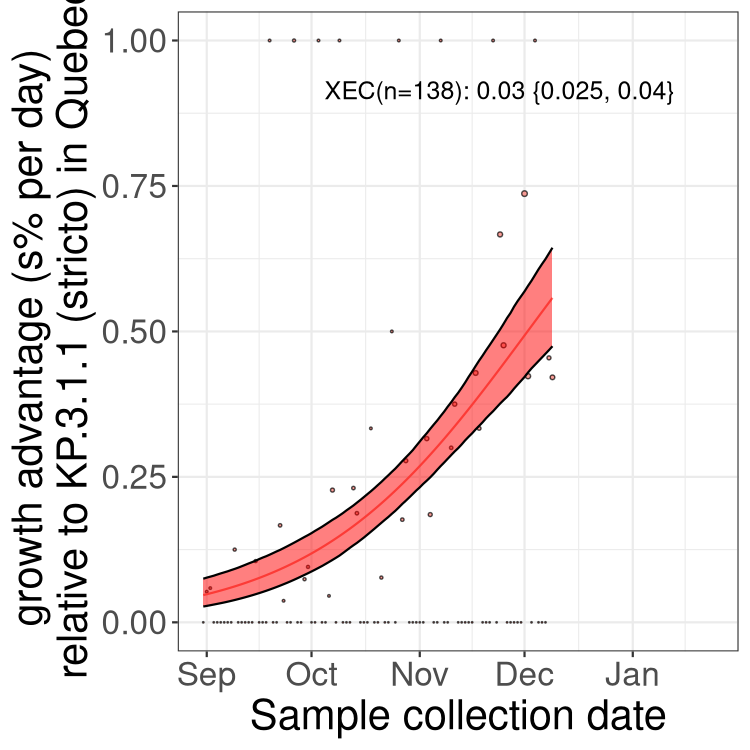 growth advantage (s% per day)
relative to KP.3.1.1 (stricto) in Quebec
1.00
0.75
0.50
0.25
0.00
XEC(n=138): 0.03 {0.025, 0.04}
Sep Oct Nov Dec Jan
Sample collection date